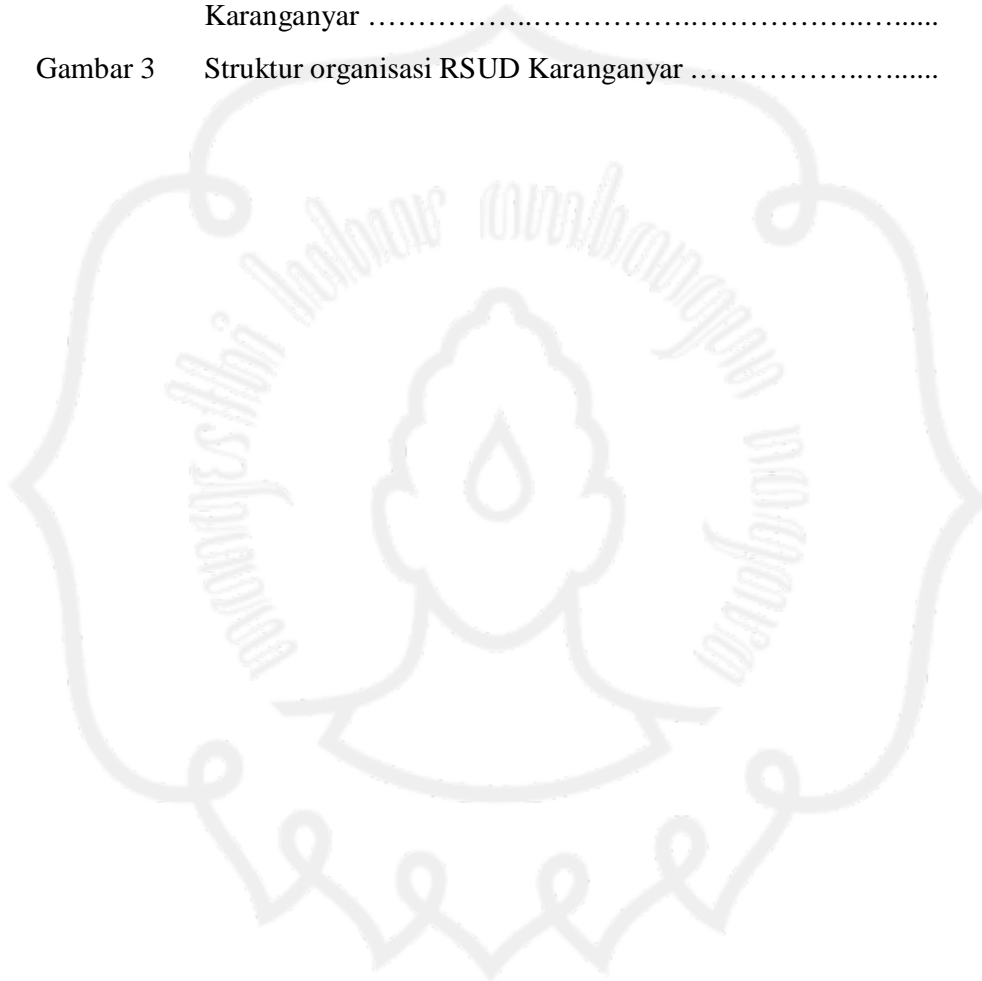 Karanganyar ……………..……………..……………..…......
Gambar 3 Struktur organisasi RSUD Karanganyar ……………..…......